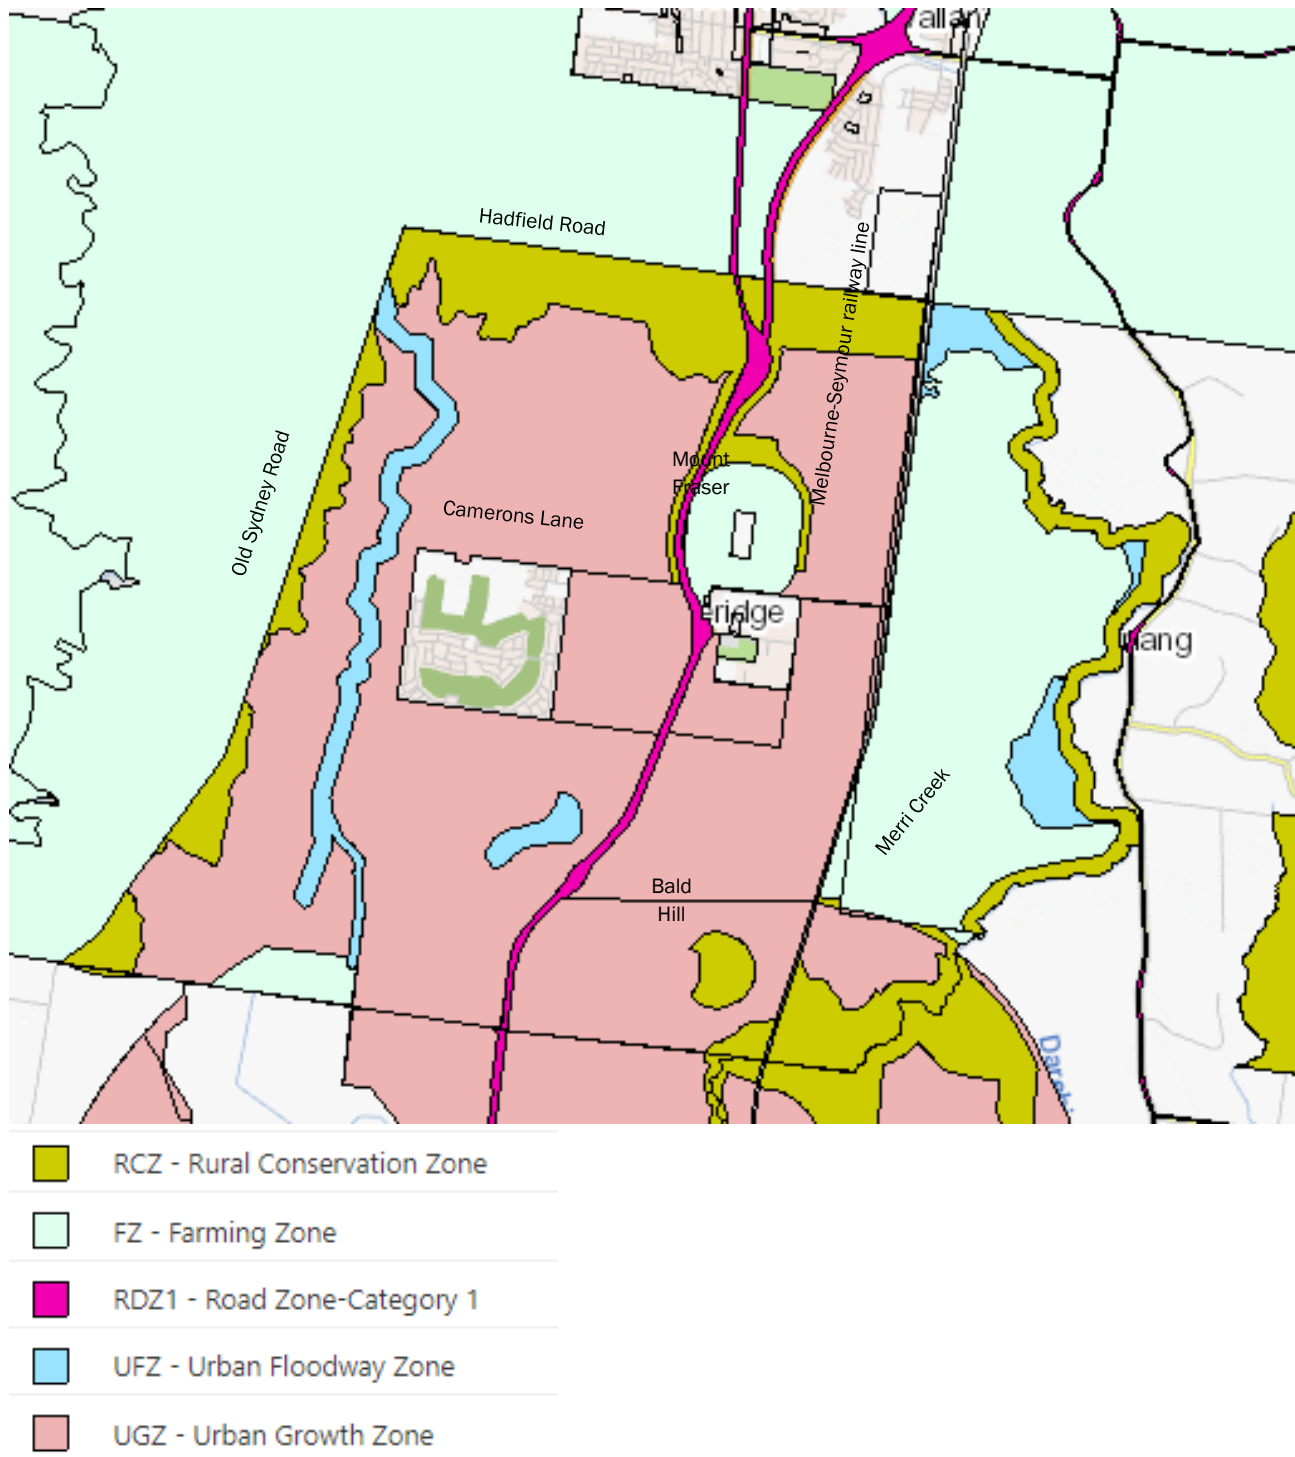 allan
Hadfield Road
Melbourne-Seymour railway line
Old Sydney Road
Mount
Fraser
Camerons Lane
eridge
nang
Merri Creek
Bald
Hill
RCZ - Rural Conservation Zone
FZ - Farming Zone
RDZ1 - Road Zone-Category 1
UFZ - Urban Floodway Zone
UGZ - Urban Growth Zone